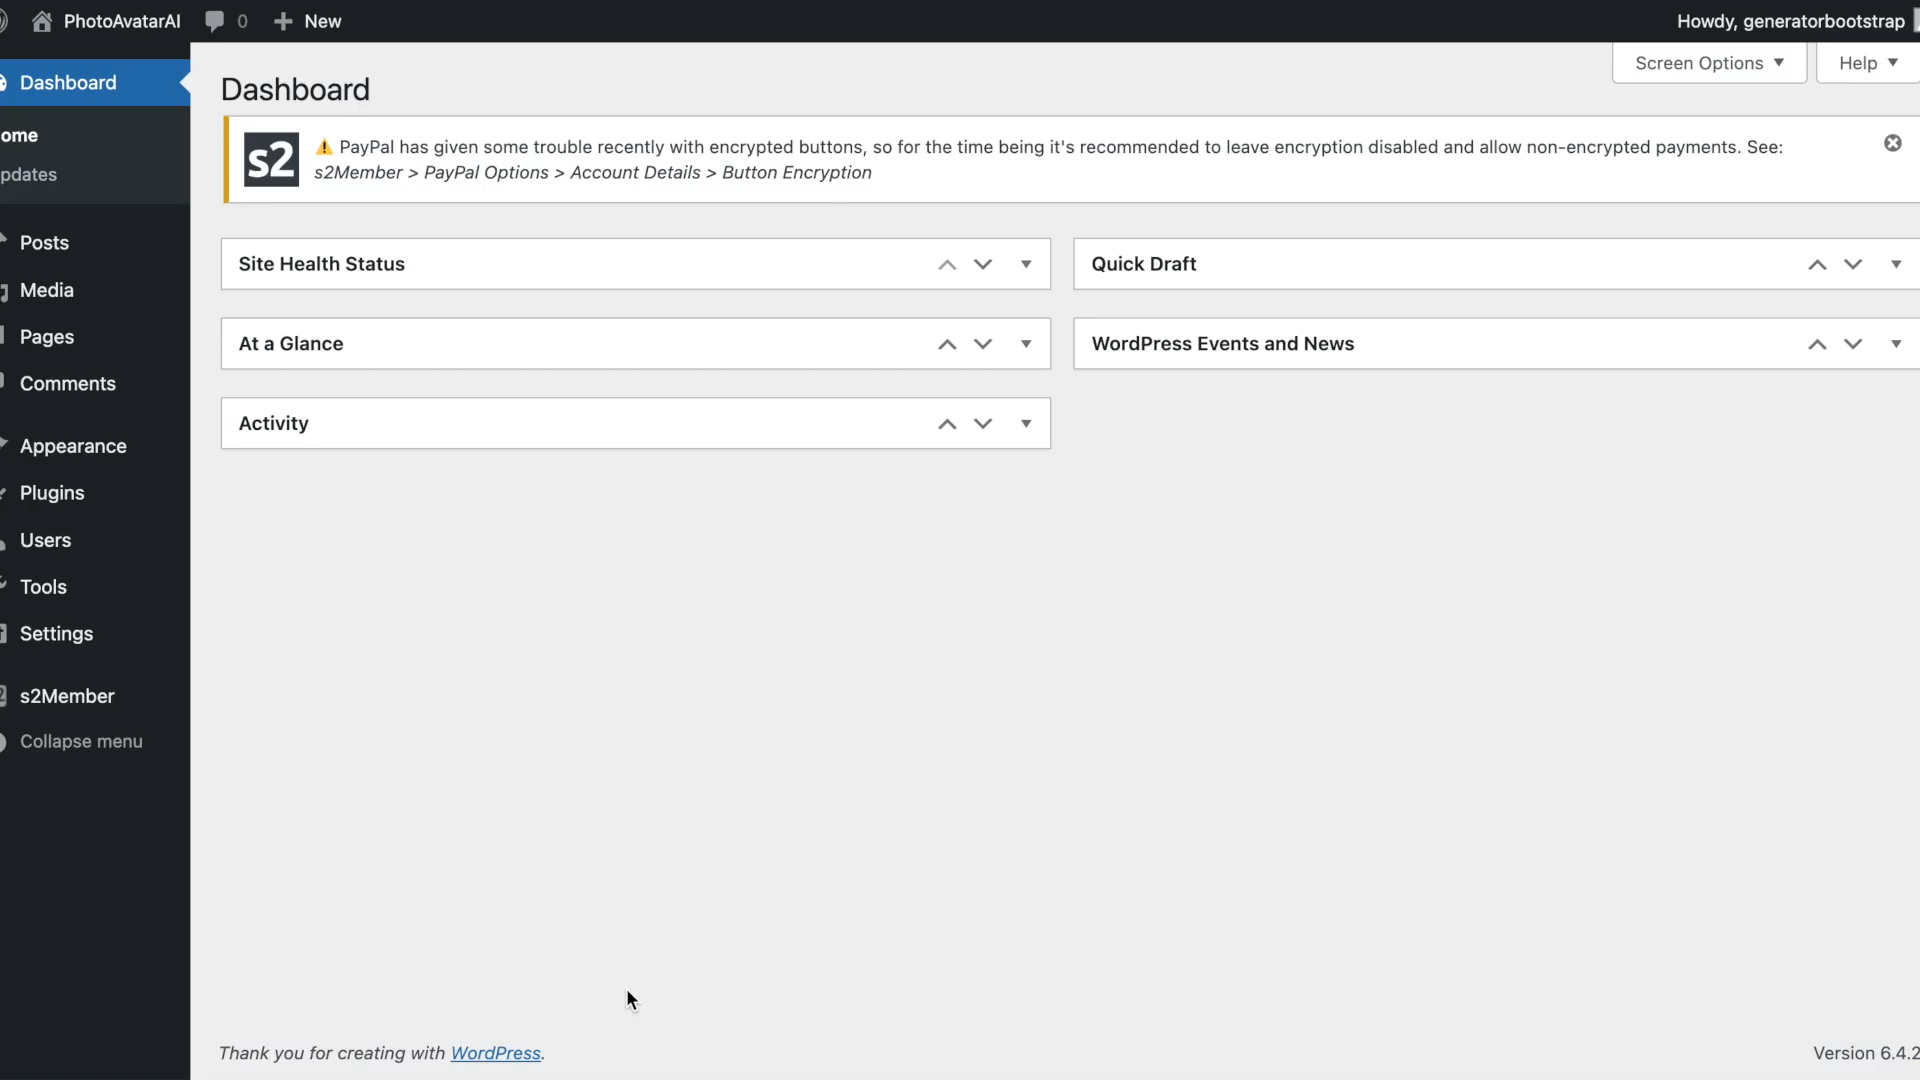 PhotoAvatarAI 0 New Howdy, generatorbootstrap
Screen Options Help
Dashboard
ome
pdates
Posts
Media
Pages
Comments
Appearance
Plugins
Users
Tools
Settings
s2Member
Collapse menu
Dashboard
s2
PayPal has given some trouble recently with encrypted buttons, so for the time being it's recommended to leave encryption disabled and allow non-encrypted payments. See:
s2Member > PayPal Options > Account Details > Button Encryption
Site Health Status
Quick Draft
At a Glance
WordPress Events and News
Activity
Thank you for creating with WordPress.
Version 6.4.2